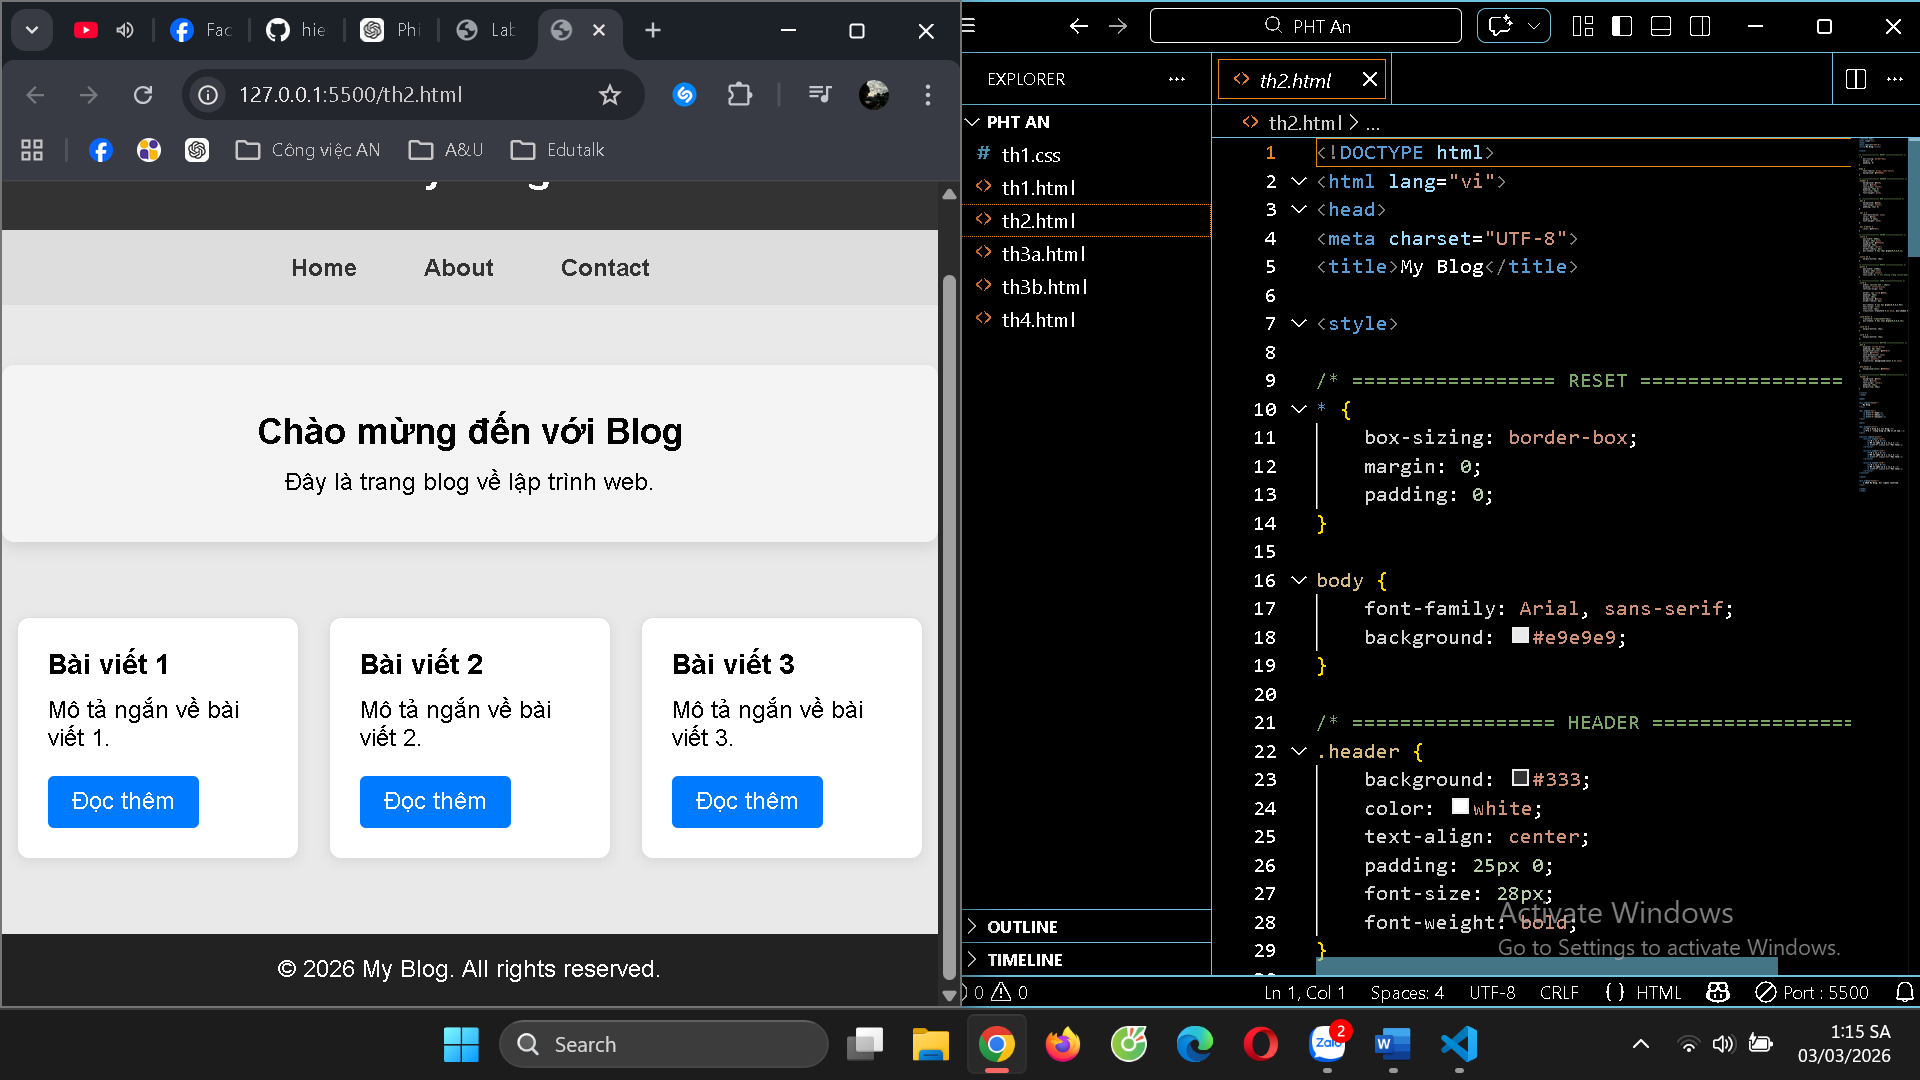 Fac
hie
Phi
Lab
127.0.0.1:5500/th2.html
Công việc AN
A&U
Edutalk
Home
About
Contact
Chào mừng đến với Blog
Đây là trang blog về lập trình web.
Bài viết 1
Mô tả ngắn về bài
viết 1.
Đọc thêm
Bài viết 2
Mô tả ngắn về bài
viết 2.
Đọc thêm
Bài viết 3
Mô tả ngắn về bài
viết 3.
Đọc thêm
© 2026 My Blog. All rights reserved.
PHT An
EXPLORER
PHT AN
th1.css
th1.html
th2.html
th3a.html
th3b.html
th4.html
OUTLINE
TIMELINE
th2.html
th2.html > ...
1 <!DOCTYPE html>
2 <html lang="vi">
3 <head>
4 <meta charset="UTF-8">
5 <title>My Blog</title>
6
7 <style>
8
9 /* ================= RESET =================
10 * {
11 box-sizing: border-box;
12 margin: 0;
13 padding: 0;
14 }
15
16 body {
17 font-family: Arial, sans-serif;
18 background: #e9e9e9;
19 }
20
21 /* ================= HEADER =================
22 .header {
23 background: #333;
24 color: white;
25 text-align: center;
26 padding: 25px 0;
27 font-size: 28px;
28 font-weight: bold;
29 }
Activate Windows
Go to Settings to activate Windows.
0 0
Ln 1, Col 1
Spaces: 4
UTF-8
CRLF
{ } HTML
Port : 5500
Search
Zalo
2
W
1:15 SA
03/03/2026